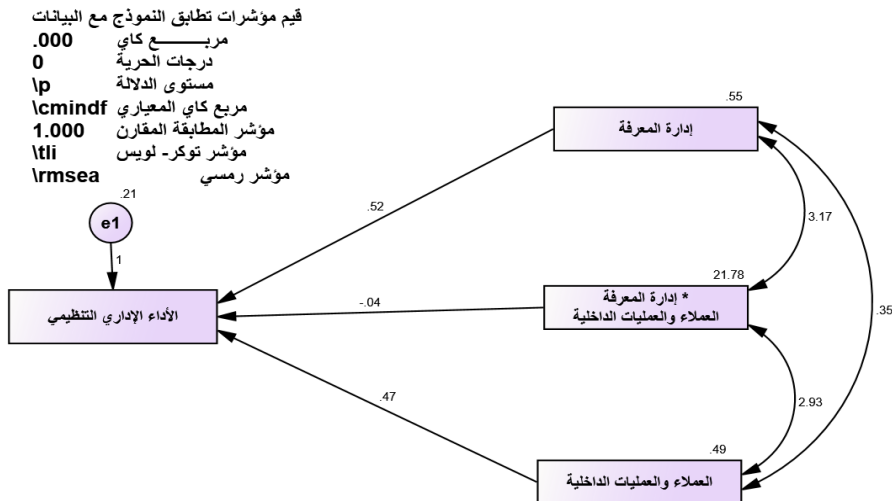 قيم مؤشرات تطابق النموذج مع البيانات
مربـــــــــع كاي .000
درجات الحرية 0
مستوى الدلالة \p
مربع كاي المعياري \cmindf
مؤشر المطابقة المقارن 1.000
مؤشر توكر- لويس \tli
مؤشر رمسي \rmsea
.21
e1
1
الأداء الإداري التنظيمي
.55
إدارة المعرفة
.52
3.17
21.78
* إدارة المعرفة
العملاء والعمليات الداخلية
-.04
.35
.47
2.93
.49
العملاء والعمليات الداخلية